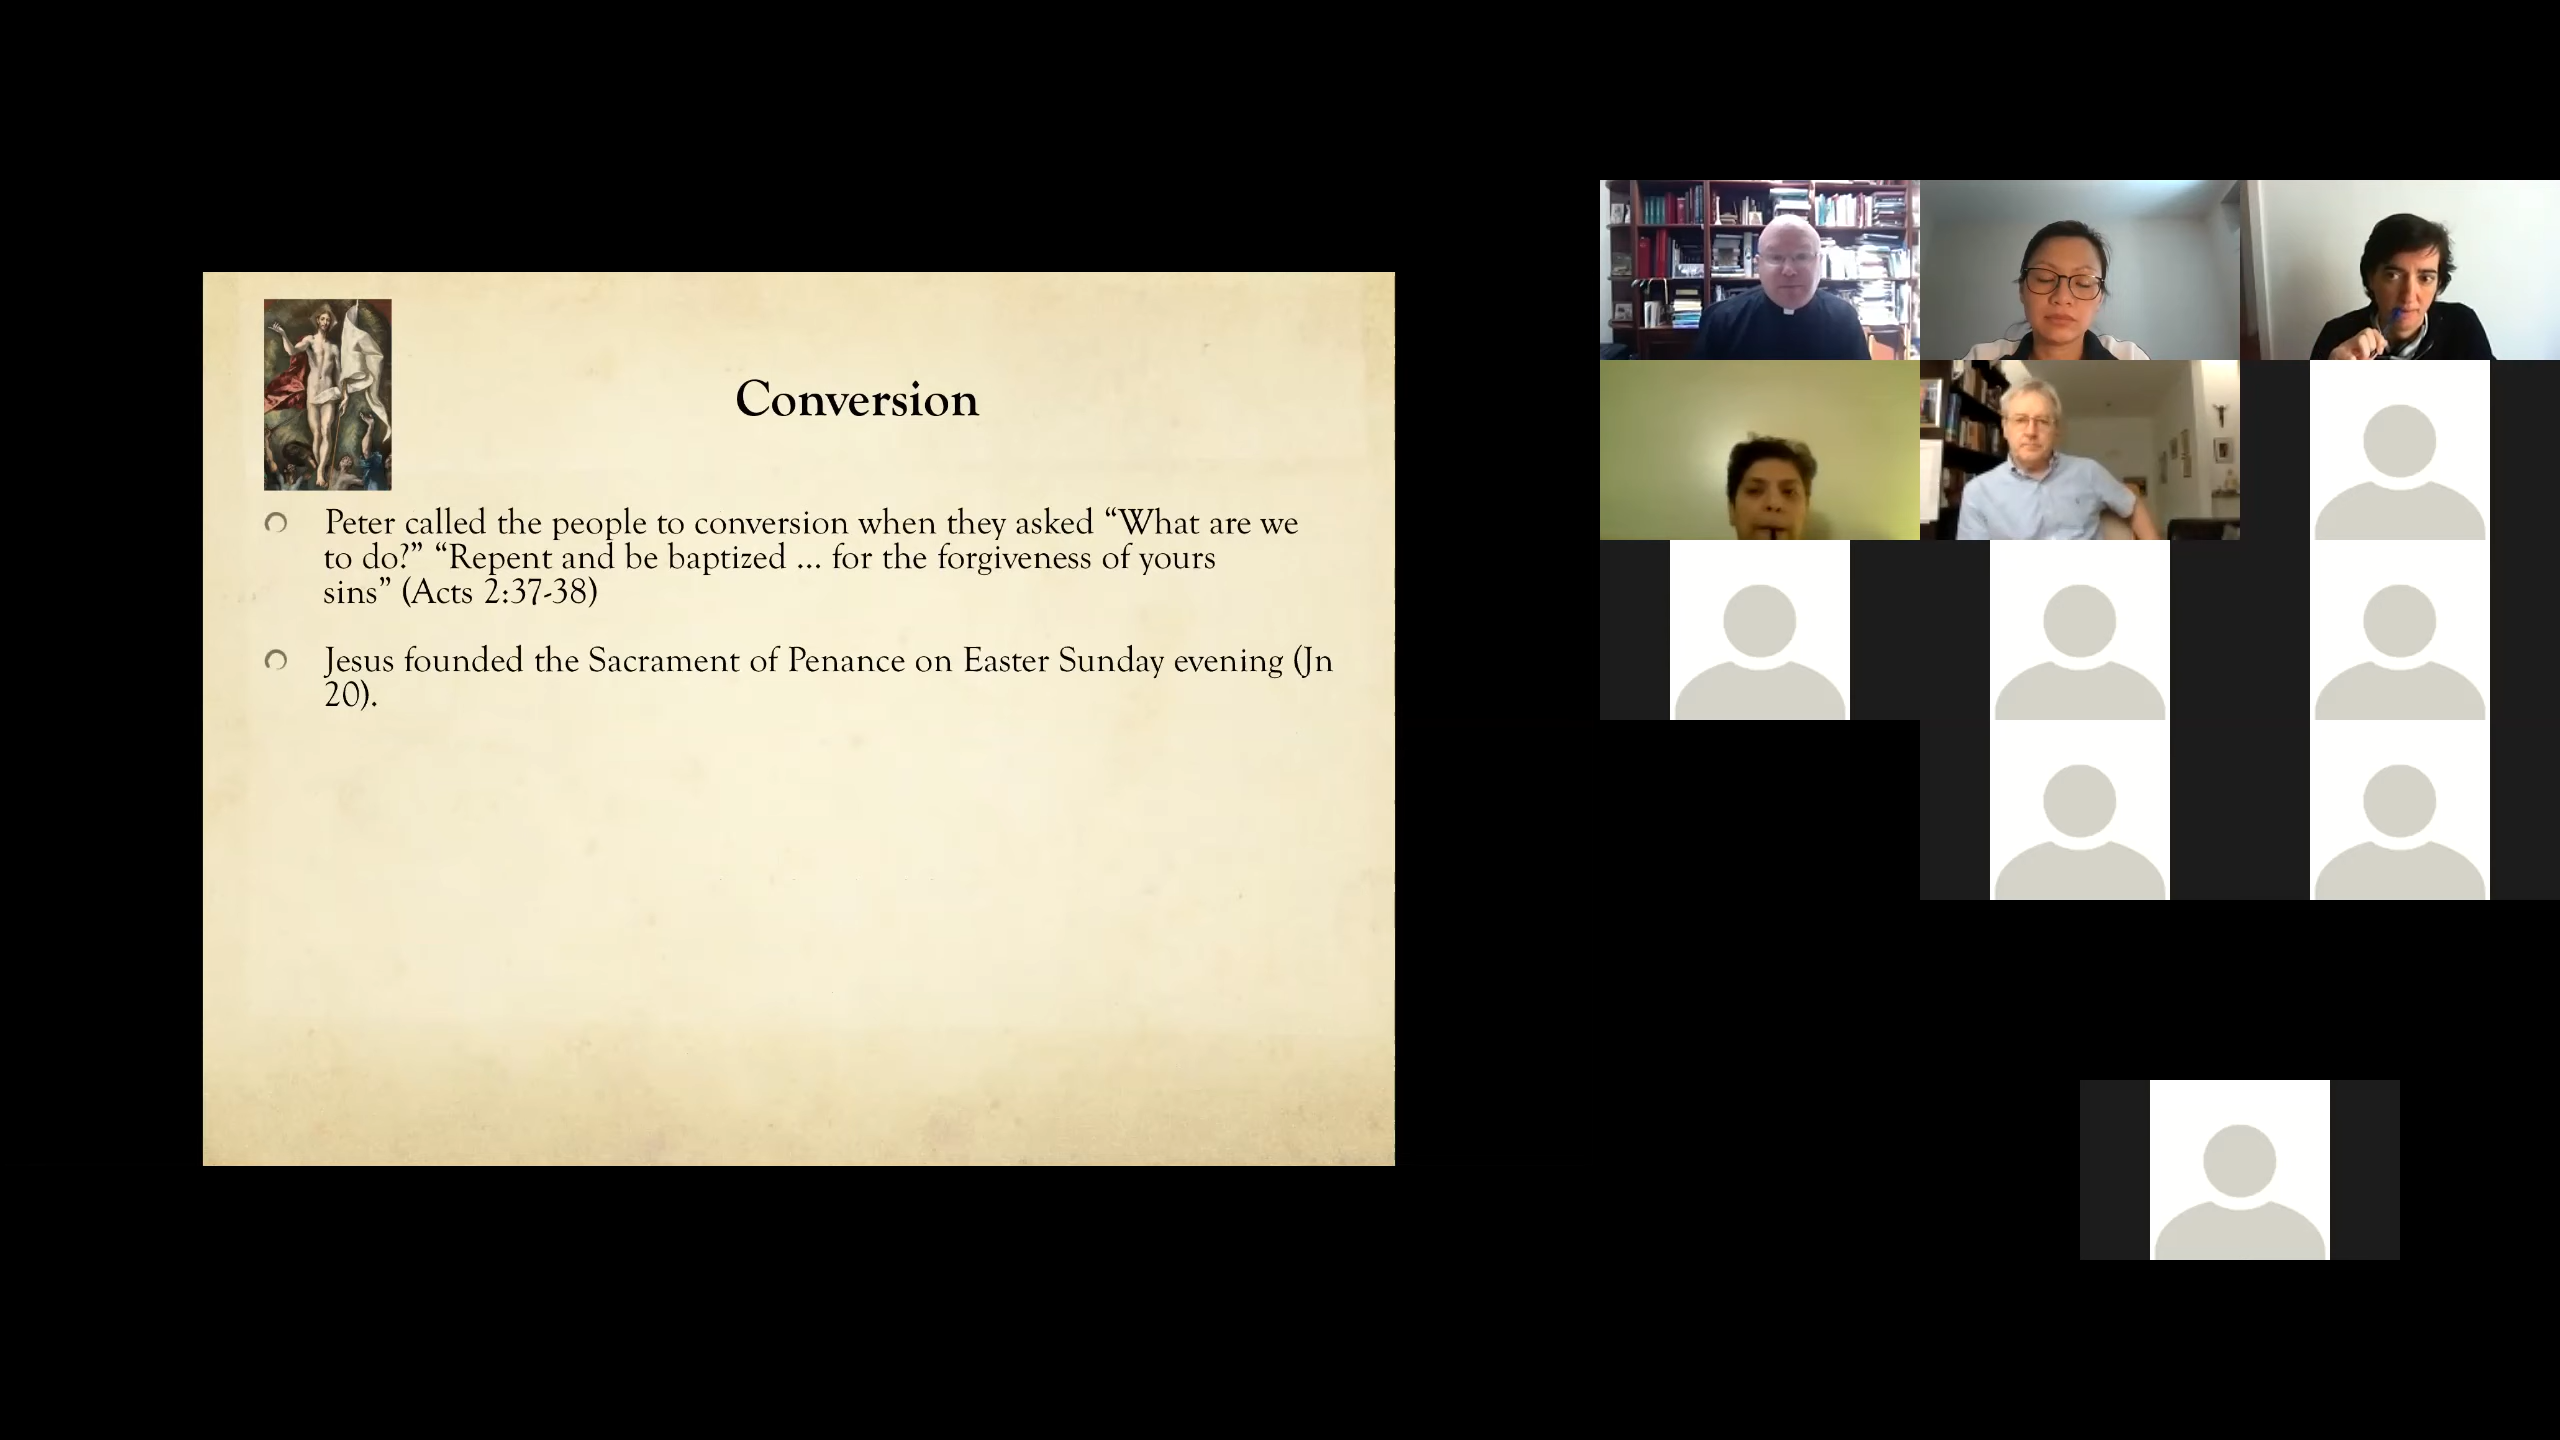 Conversion
Peter called the people to conversion when they asked “What are we
to do?” “Repent and be baptized ... for the forgiveness of yours
sins” (Acts 2:37-38)
Jesus founded the Sacrament of Penance on Easter Sunday evening (Jn
20).